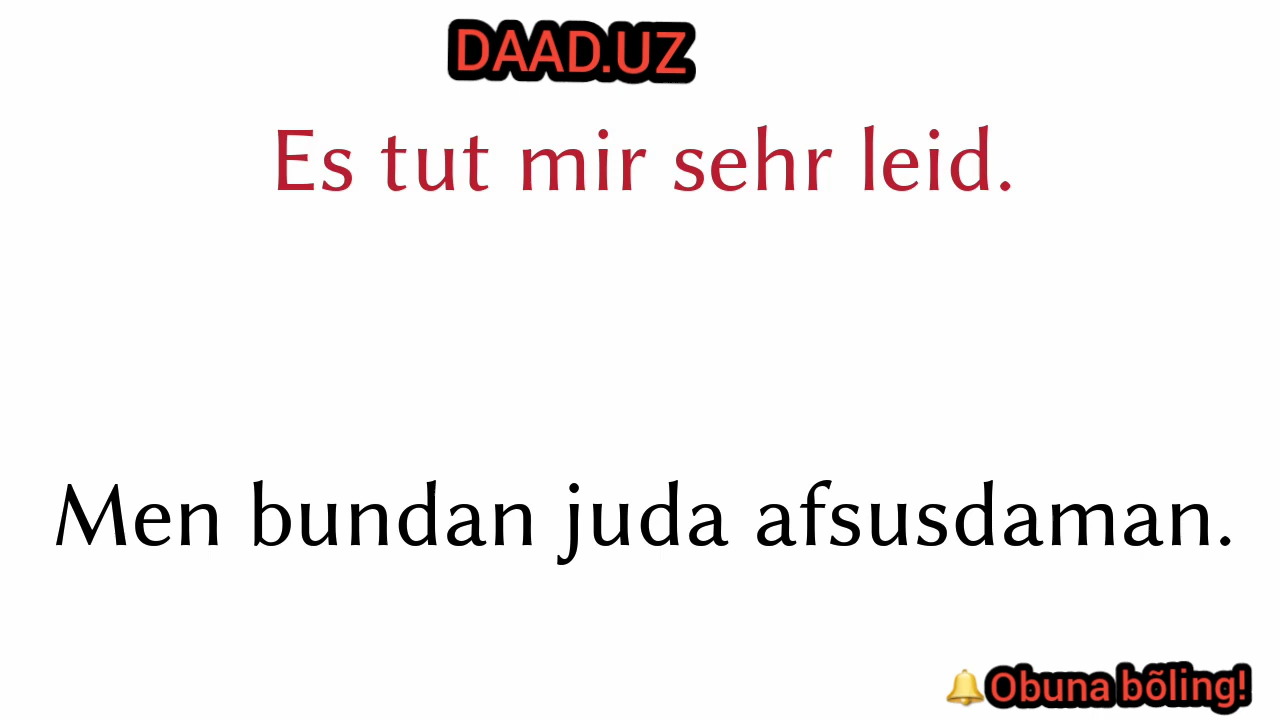 DAAD.UZ
Es tut mir sehr leid.
Men bundan juda afsusdaman.
🔔Obuna bõling!